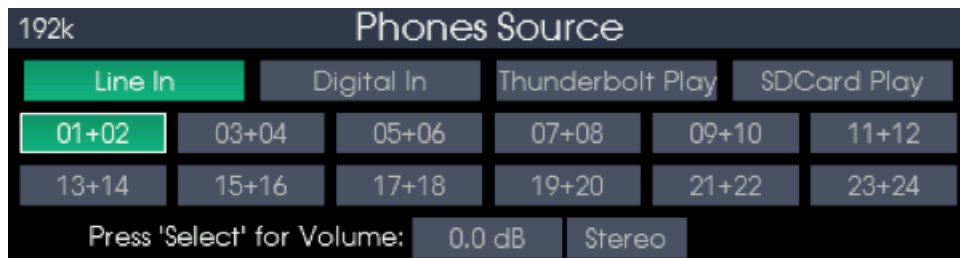 192k Phones Source
Line In Digital In Thunderbolt Play SDCard Play
01+02 03+04 05+06 07+08 09+10 11+12
13+14 15+16 17+18 19+20 21+22 23+24
Press 'Select' for Volume: 0.0 dB Stereo